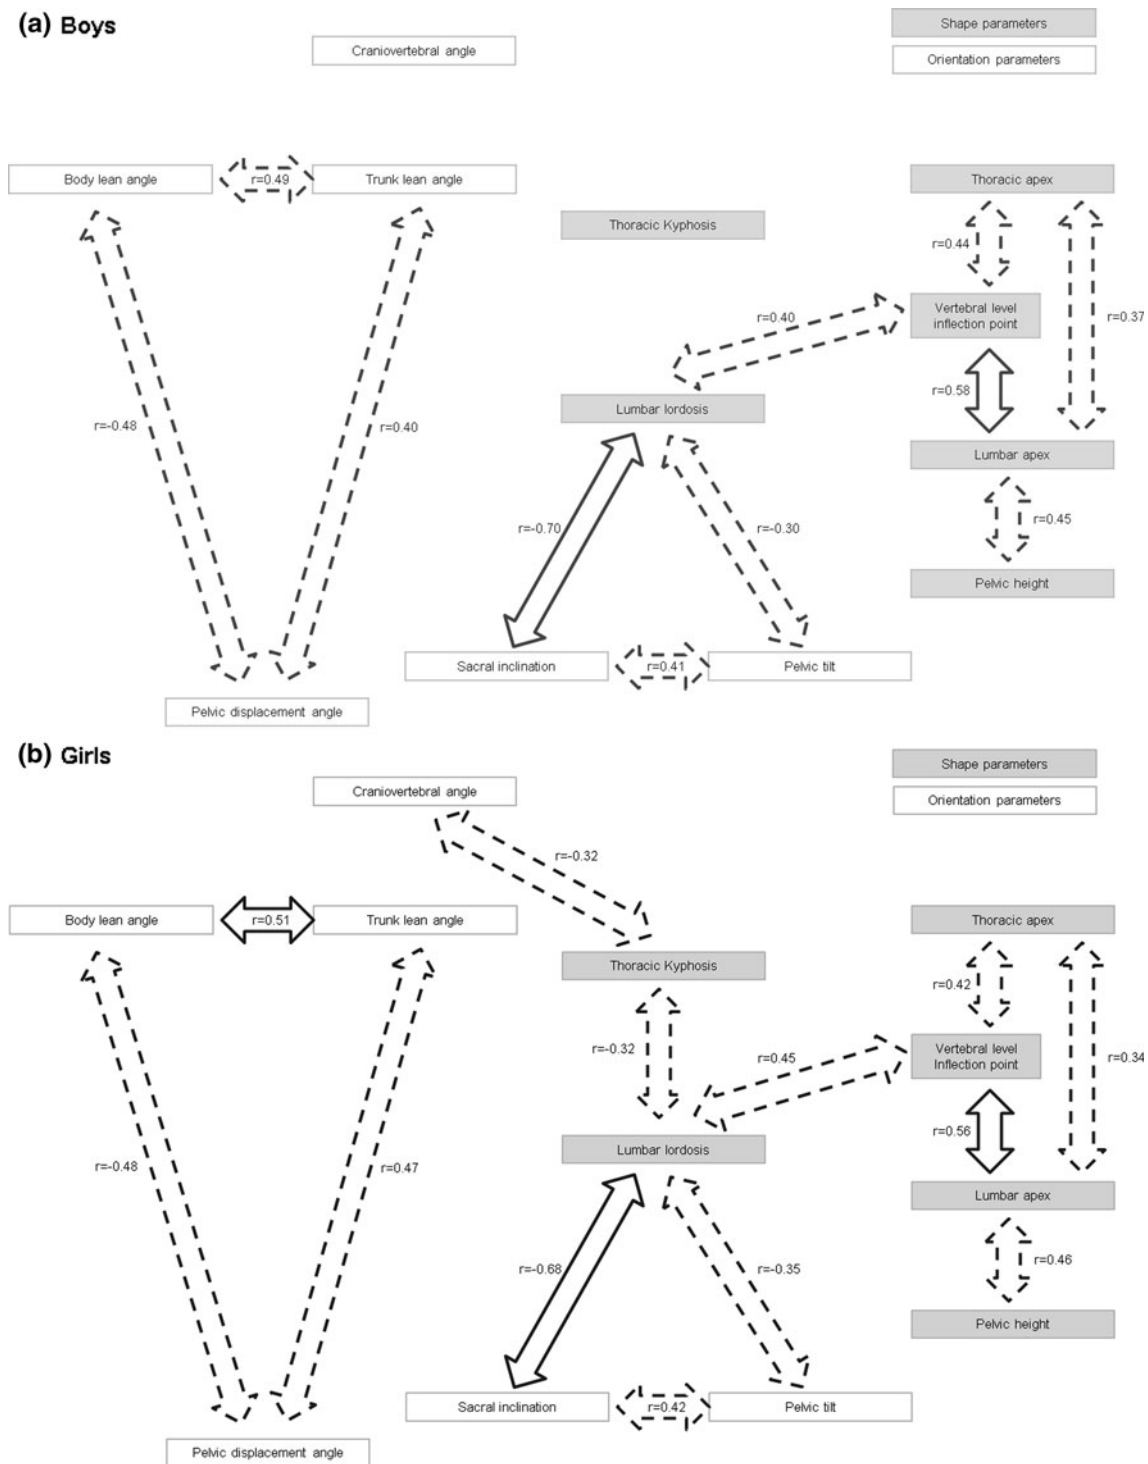 (a) Boys
Shape parameters
Craniovertebral angle
Orientation parameters
Body lean angle
r=0.49
Trunk lean angle
Thoracic apex
Thoracic Kyphosis
r=0.44
Vertebral level
inflection point
r=0.40
r=0.37
r=0.58
Lumbar lordosis
r=-0.48
r=0.40
Lumbar apex
r=-0.70
r=-0.30
r=0.45
Pelvic height
Sacral inclination
r=0.41
Pelvic tilt
Pelvic displacement angle
(b) Girls
Shape parameters
Craniovertebral angle
Orientation parameters
r=-0.32
Body lean angle
r=0.51
Trunk lean angle
Thoracic apex
Thoracic Kyphosis
r=0.42
Vertebral level
Inflection point
r=-0.32
r=0.45
r=0.34
r=0.56
Lumbar lordosis
r=-0.48
r=0.47
Lumbar apex
r=-0.68
r=-0.35
r=0.46
Pelvic height
Sacral inclination
r=0.42
Pelvic tilt
Pelvic displacement angle